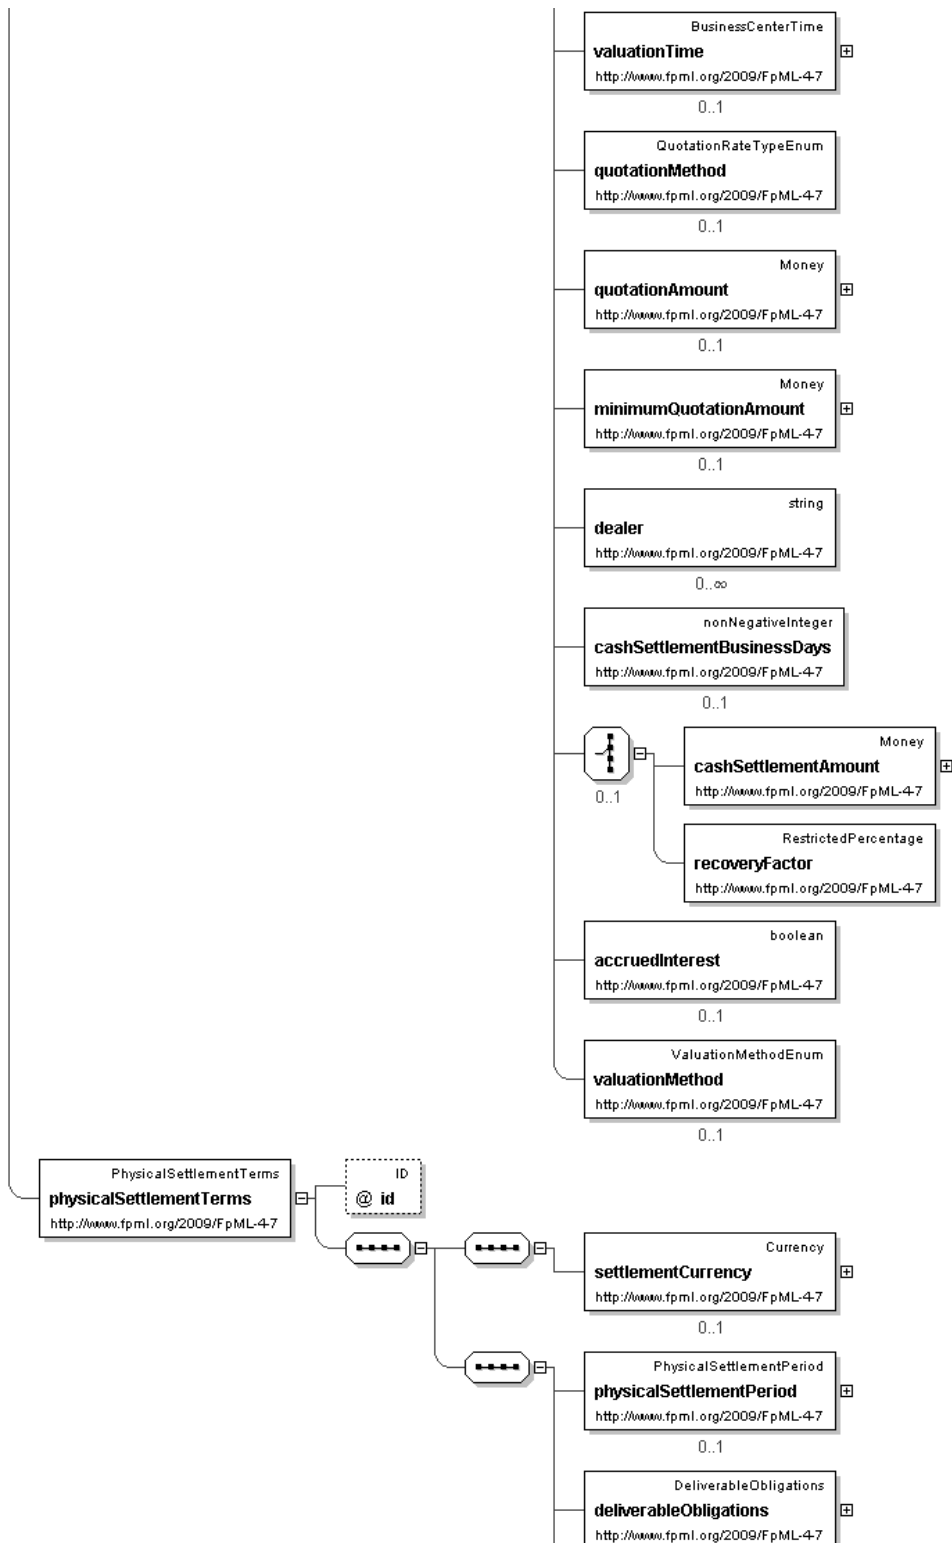 BusinessCenterTime
valuationTime
http://www.fpml.org/2009/FpML-4-7
0..1
QuotationRateTypeEnum
quotationMethod
http://www.fpml.org/2009/FpML-4-7
0..1
Money
quotationAmount
http://www.fpml.org/2009/FpML-4-7
0..1
Money
minimumQuotationAmount
http://www.fpml.org/2009/FpML-4-7
0..1
string
dealer
http://www.fpml.org/2009/FpML-4-7
0..∞
nonNegativeInteger
cashSettlementBusinessDays
http://www.fpml.org/2009/FpML-4-7
0..1
0..1
Money
cashSettlementAmount
http://www.fpml.org/2009/FpML-4-7
RestrictedPercentage
recoveryFactor
http://www.fpml.org/2009/FpML-4-7
boolean
accruedInterest
http://www.fpml.org/2009/FpML-4-7
0..1
ValuationMethodEnum
valuationMethod
http://www.fpml.org/2009/FpML-4-7
0..1
PhysicalSettlementTerms
physicalSettlementTerms
http://www.fpml.org/2009/FpML-4-7
ID
@ id
Currency
settlementCurrency
http://www.fpml.org/2009/FpML-4-7
0..1
PhysicalSettlementPeriod
physicalSettlementPeriod
http://www.fpml.org/2009/FpML-4-7
0..1
DeliverableObligations
deliverableObligations
http://www.fpml.org/2009/FpML-4-7